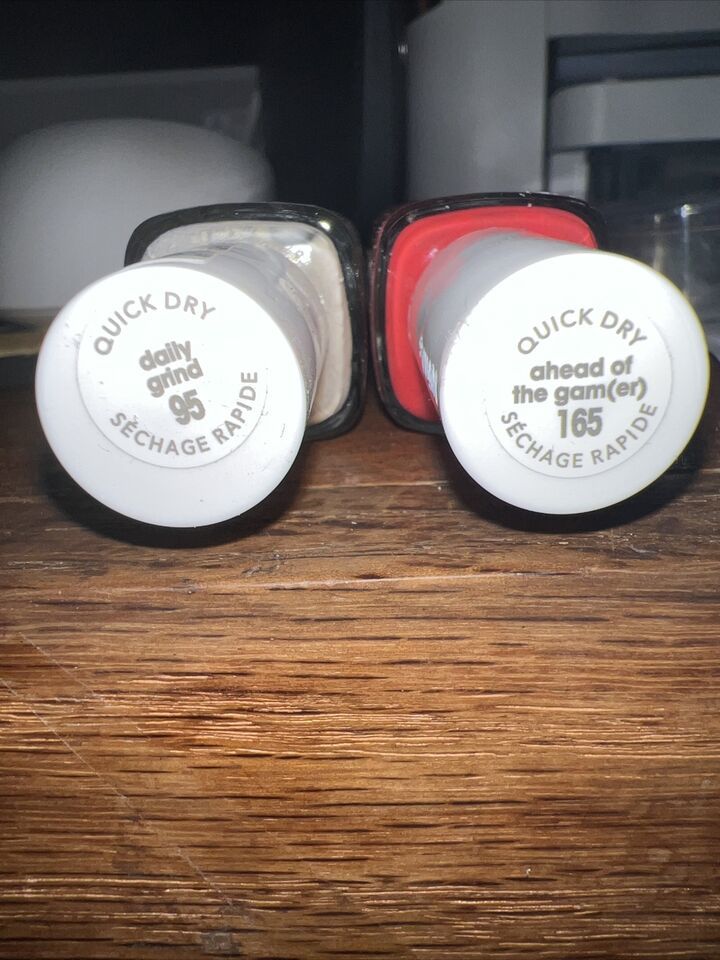 QUICK DRY
daily
grind
95
SÉCHAGE RAPIDE
QUICK DRY
ahead of
the gam(er)
165
SÉCHAGE RAPIDE